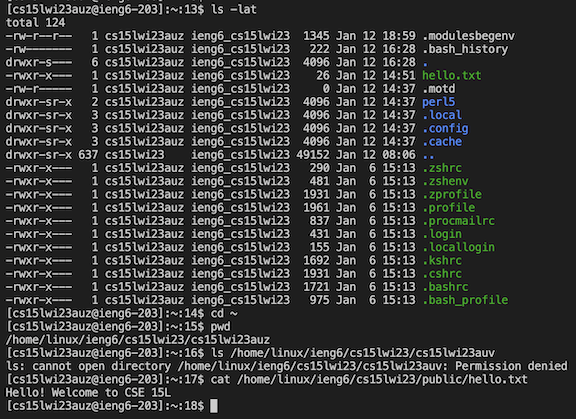 [cs15lwi23auz@ieng6-203]:~:13$ ls -lat
total 124
-rw-r--r-- 1 cs15lwi23auz ieng6_cs15lwi23 1345 Jan 12 18:59 .modulesbegenv
-rw------- 1 cs15lwi23auz ieng6_cs15lwi23 222 Jan 12 16:28 .bash_history
drwxr-s--- 6 cs15lwi23auz ieng6_cs15lwi23 4096 Jan 12 16:28 .
-rwxr-x--- 1 cs15lwi23auz ieng6_cs15lwi23 26 Jan 12 14:51 hello.txt
-rw-r----- 1 cs15lwi23auz ieng6_cs15lwi23 0 Jan 12 14:37 .motd
drwxr-sr-x 2 cs15lwi23auz ieng6_cs15lwi23 4096 Jan 12 14:37 perl5
drwxr-sr-x 3 cs15lwi23auz ieng6_cs15lwi23 4096 Jan 12 14:37 .local
drwxr-sr-x 3 cs15lwi23auz ieng6_cs15lwi23 4096 Jan 12 14:37 .config
drwxr-sr-x 3 cs15lwi23auz ieng6_cs15lwi23 4096 Jan 12 14:37 .cache
drwxr-sr-x 637 cs15lwi23 ieng6_cs15lwi23 49152 Jan 12 08:06 ..
-rwxr-x--- 1 cs15lwi23auz ieng6_cs15lwi23 290 Jan 6 15:13 .zshrc
-rwxr-x--- 1 cs15lwi23auz ieng6_cs15lwi23 481 Jan 6 15:13 .zshenv
-rwxr-x--- 1 cs15lwi23auz ieng6_cs15lwi23 1931 Jan 6 15:13 .zprofile
-rwxr-x--- 1 cs15lwi23auz ieng6_cs15lwi23 1961 Jan 6 15:13 .profile
-rwxr-x--- 1 cs15lwi23auz ieng6_cs15lwi23 837 Jan 6 15:13 .procmailrc
-rwxr-x--- 1 cs15lwi23auz ieng6_cs15lwi23 431 Jan 6 15:13 .login
-rwxr-x--- 1 cs15lwi23auz ieng6_cs15lwi23 155 Jan 6 15:13 .locallogin
-rwxr-x--- 1 cs15lwi23auz ieng6_cs15lwi23 1692 Jan 6 15:13 .kshrc
-rwxr-x--- 1 cs15lwi23auz ieng6_cs15lwi23 1931 Jan 6 15:13 .cshrc
-rwxr-x--- 1 cs15lwi23auz ieng6_cs15lwi23 1721 Jan 6 15:13 .bashrc
-rwxr-x--- 1 cs15lwi23auz ieng6_cs15lwi23 975 Jan 6 15:13 .bash_profile
[cs15lwi23auz@ieng6-203]:~:14$ cd ~
[cs15lwi23auz@ieng6-203]:~:15$ pwd
/home/linux/ieng6/cs15lwi23/cs15lwi23auz
[cs15lwi23auz@ieng6-203]:~:16$ ls /home/linux/ieng6/cs15lwi23/cs15lwi23auv
ls: cannot open directory /home/linux/ieng6/cs15lwi23/cs15lwi23auv: Permission denied
[cs15lwi23auz@ieng6-203]:~:17$ cat /home/linux/ieng6/cs15lwi23/public/hello.txt
Hello! Welcome to CSE 15L
[cs15lwi23auz@ieng6-203]:~:18$